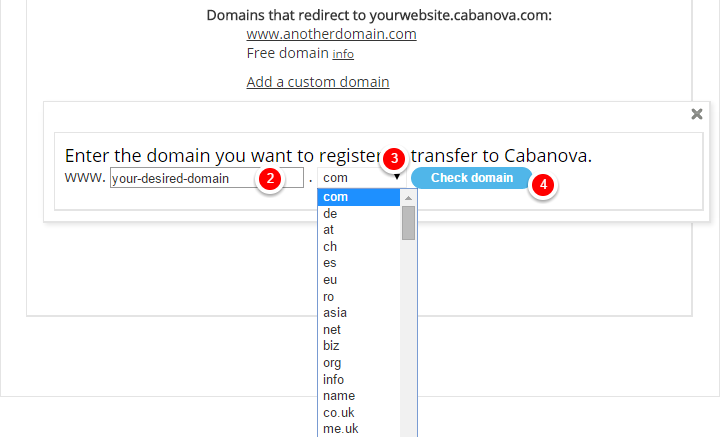 Domains that redirect to yourwebsite.cabanova.com:
www.anotherdomain.com
Free domain info
Add a custom domain
Enter the domain you want to register 3 transfer to Cabanova.
www. your-desired-domain 2 . com Check domain 4
com
de
at
ch
es
eu
ro
asia
net
biz
org
info
name
co.uk
me.uk